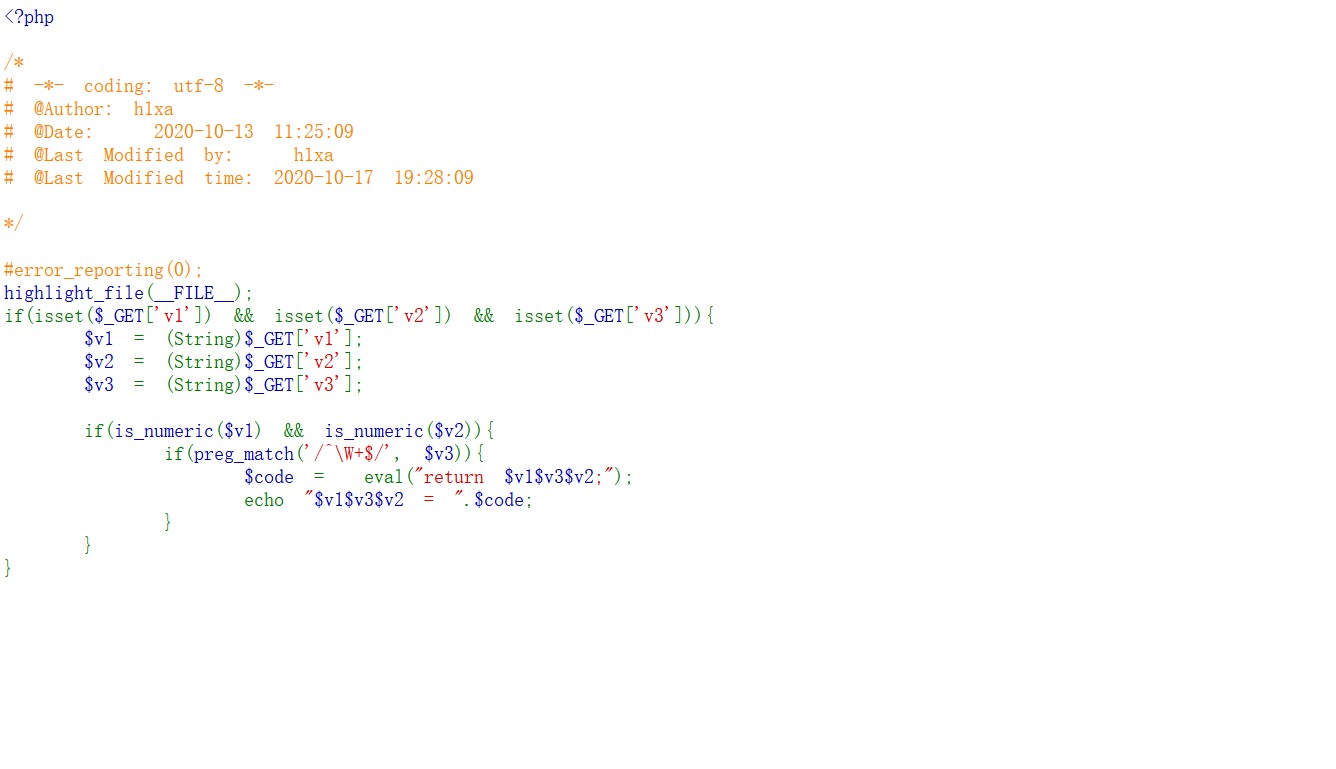 <?php
/*
# -*- coding: utf-8 -*-
# @Author: hlxa
# @Date:   2020-10-13 11:25:09
# @Last Modified by:   hlxa
# @Last Modified time: 2020-10-17 19:28:09
*/
#error_reporting(0);
highlight_file(__FILE__);
if(isset($_GET['v1']) && isset($_GET['v2']) && isset($_GET['v3'])){
    $v1 = (String)$_GET['v1'];
    $v2 = (String)$_GET['v2'];
    $v3 = (String)$_GET['v3'];
    if(is_numeric($v1) && is_numeric($v2)){
        if(preg_match('/^\W+$/', $v3)){
            $code =  eval("return $v1$v3$v2;");
            echo "$v1$v3$v2 = ".$code;
        }
    }
}